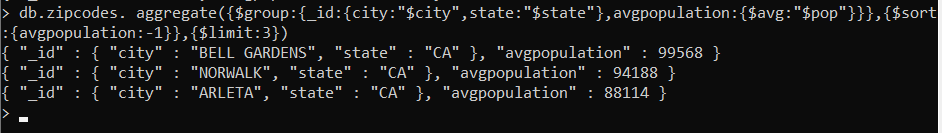 > db.zipcodes. aggregate({$group:{_id:{city:"$city",state:"$state"},avgpopulation:{$avg:"$pop"}}},{$sort
:{avgpopulation:-1}},{$limit:3})
{ "_id" : { "city" : "BELL GARDENS", "state" : "CA" }, "avgpopulation" : 99568 }
{ "_id" : { "city" : "NORWALK", "state" : "CA" }, "avgpopulation" : 94188 }
{ "_id" : { "city" : "ARLETA", "state" : "CA" }, "avgpopulation" : 88114 }
>